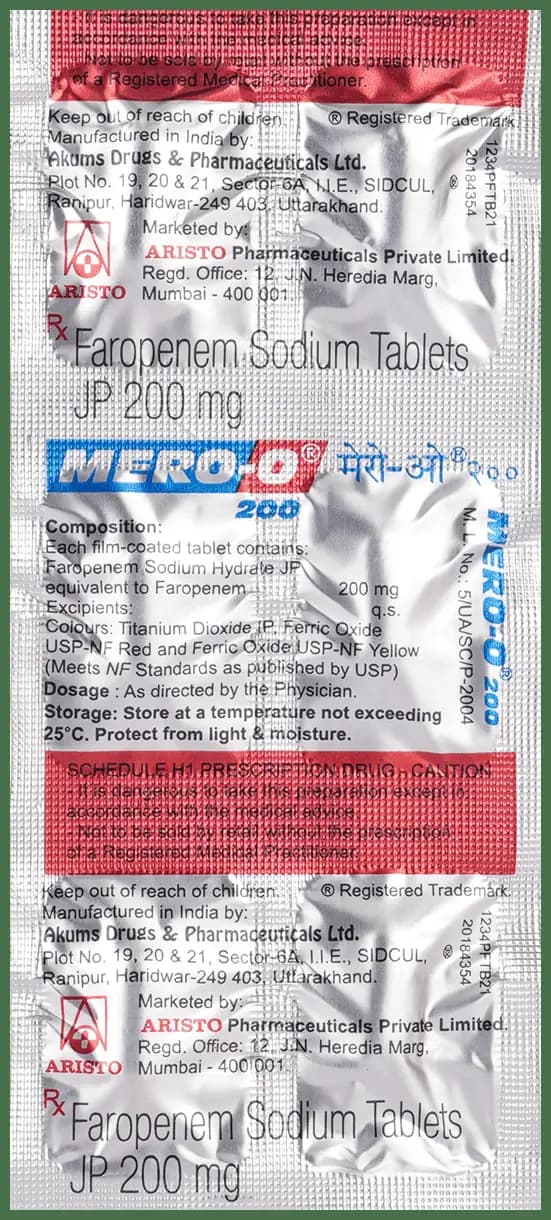 - It is dangerous to take this preparation except in
accordance with the medical advice
- Not to be sold by retail without the prescription
of a Registered Medical Practitioner.
Keep out of reach of children. ® Registered Trademark
Manufactured in India by:
Akums Drugs & Pharmaceuticals Ltd.
Plot No. 19, 20 & 21, Sector-6A, I.I.E., SIDCUL,
Ranipur, Haridwar-249 403, Uttarakhand.
1234PFTB21
20184354
Marketed by:
ARISTO Pharmaceuticals Private Limited.
Regd. Office: 12, J.N. Heredia Marg,
Mumbai - 400 001.
ARISTO
Rx Faropenem Sodium Tablets
JP 200 mg
MERO-O® मेरो-ओ® २००
200
Composition:
Each film-coated tablet contains:
Faropenem Sodium Hydrate JP
equivalent to Faropenem 200 mg
Excipients: q.s.
Colours: Titanium Dioxide IP, Ferric Oxide
USP-NF Red and Ferric Oxide USP-NF Yellow
(Meets NF Standards as published by USP)
Dosage : As directed by the Physician.
Storage: Store at a temperature not exceeding
25°C. Protect from light & moisture.
MERO-O® 200
M. L. No.: 5/UA/SC/P-2004
SCHEDULE H1 PRESCRIPTION DRUG - CAUTION
- It is dangerous to take this preparation except in
accordance with the medical advice
- Not to be sold by retail without the prescription
of a Registered Medical Practitioner.
Keep out of reach of children. ® Registered Trademark.
Manufactured in India by:
Akums Drugs & Pharmaceuticals Ltd.
Plot No. 19, 20 & 21, Sector-6A, I.I.E., SIDCUL,
Ranipur, Haridwar-249 403, Uttarakhand.
1234PFTB21
20184354
Marketed by:
ARISTO Pharmaceuticals Private Limited.
Regd. Office: 12, J.N. Heredia Marg,
Mumbai - 400 001.
ARISTO
Rx Faropenem Sodium Tablets
JP 200 mg